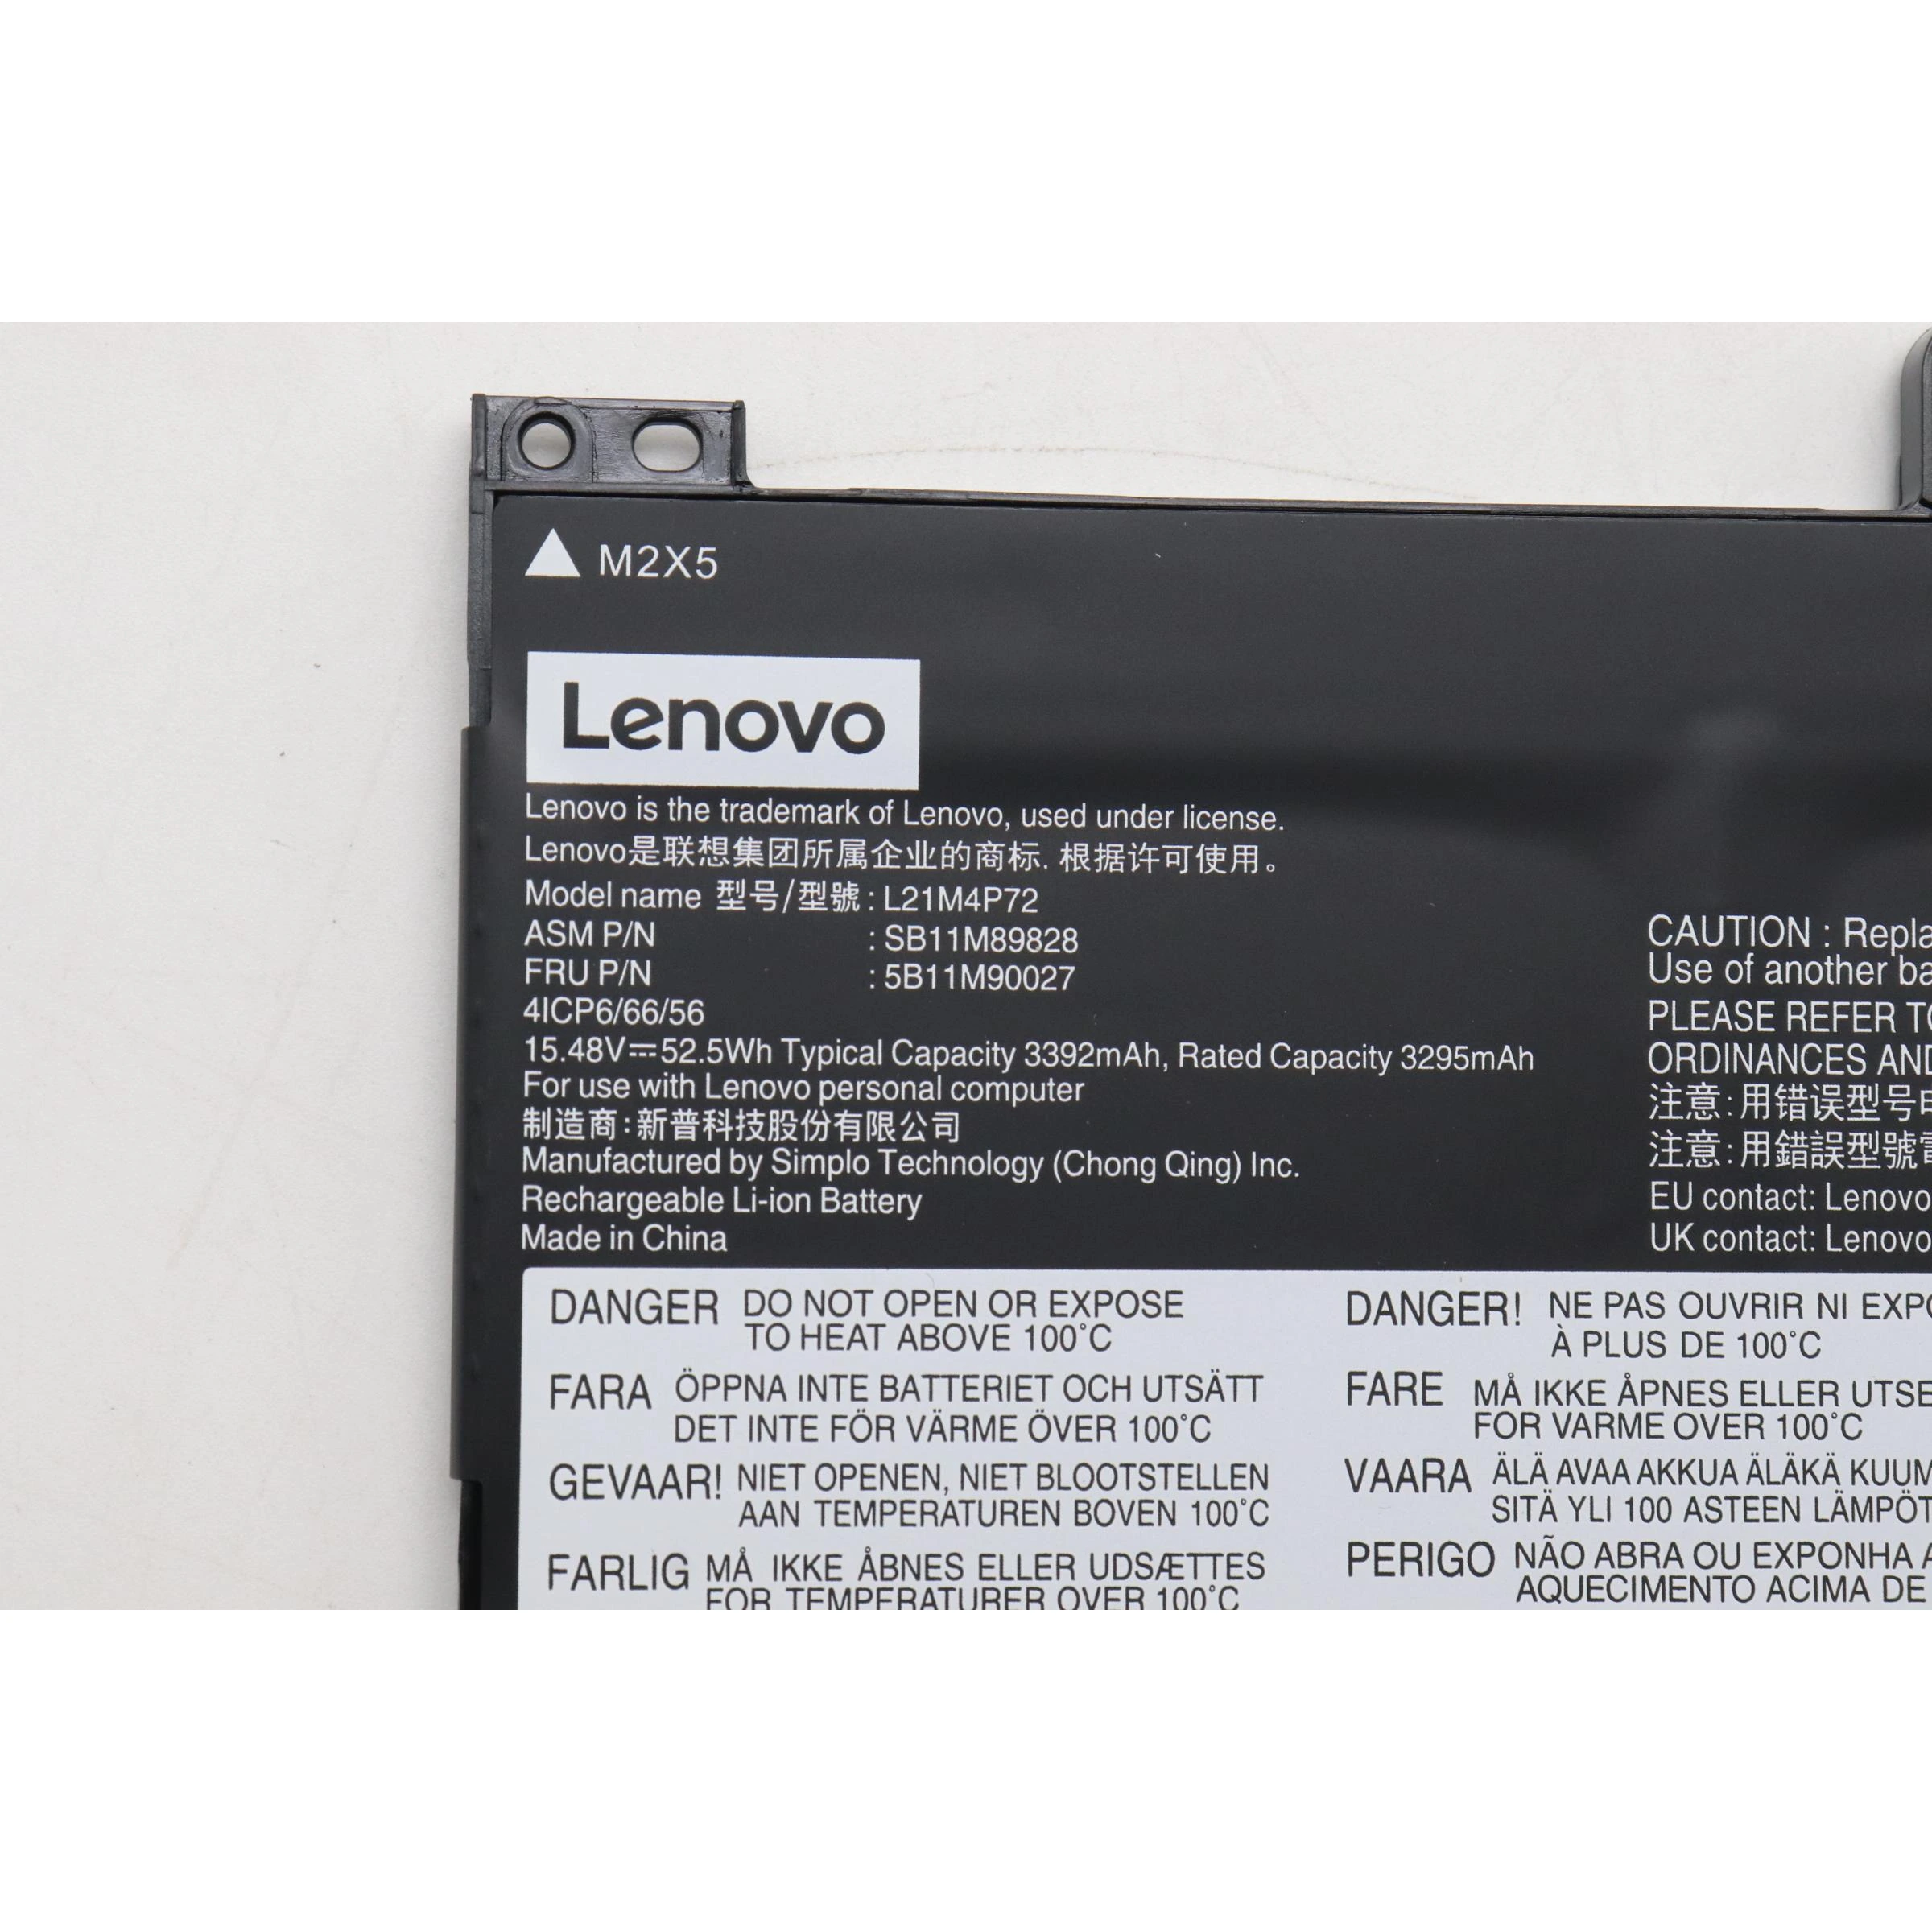 M2X5
Lenovo
Lenovo is the trademark of Lenovo, used under license.
Lenovo是联想集团所属企业的商标. 根据许可使用。
Model name 型号/型號: L21M4P72
ASM P/N : SB11M89828
FRU P/N : 5B11M90027
4ICP6/66/56
15.48V⎓52.5Wh Typical Capacity 3392mAh, Rated Capacity 3295mAh
For use with Lenovo personal computer
制造商:新普科技股份有限公司
Manufactured by Simplo Technology (Chong Qing) Inc.
Rechargeable Li-ion Battery
Made in China
CAUTION : Repla
Use of another ba
PLEASE REFER TO
ORDINANCES AND
注意:用错误型号
注意:用錯誤型號
EU contact: Lenovo
UK contact: Lenovo
DANGER DO NOT OPEN OR EXPOSE
TO HEAT ABOVE 100°C
FARA ÖPPNA INTE BATTERIET OCH UTSÄTT
DET INTE FÖR VÄRME ÖVER 100°C
GEVAAR! NIET OPENEN, NIET BLOOTSTELLEN
AAN TEMPERATUREN BOVEN 100°C
FARLIG MÅ IKKE ÅBNES ELLER UDSÆTTES
FOR TEMPERATURER OVER 100°C
DANGER! NE PAS OUVRIR NI EXPO
À PLUS DE 100°C
FARE MÅ IKKE ÅPNES ELLER UTSE
FOR VARME OVER 100°C
VAARA ÄLÄ AVAA AKKUA ÄLÄKÄ KUUM
SITÄ YLI 100 ASTEEN LÄMPÖT
PERIGO NÃO ABRA OU EXPONHA A
AQUECIMENTO ACIMA DE